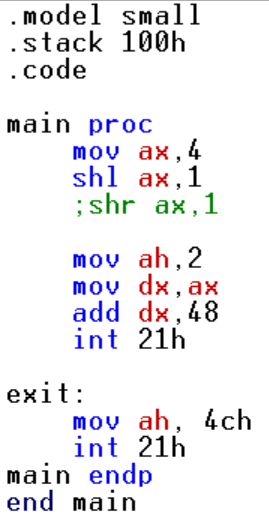 .model small
.stack 100h
.code
main proc
mov ax,4
shl ax,1
;shr ax,1
mov ah,2
mov dx,ax
add dx,48
int 21h
exit:
mov ah, 4ch
int 21h
main endp
end main